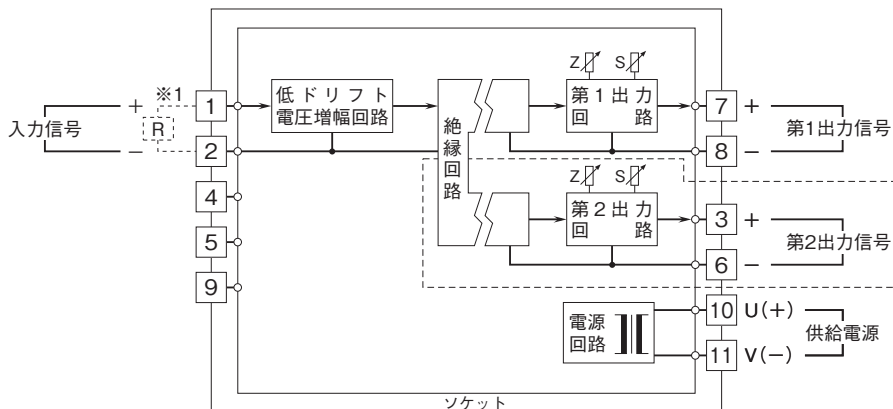 Z S
※1
＋
1
低ドリフト
電圧増幅回路
第1出力
回 路
7 ＋
入力信号
R
絶縁回路
第1出力信号
－
2
8 －
Z S
4
第2出力
回 路
3 ＋
5
第2出力信号
6 －
9
電源
回路
10 U(＋)
供給電源
11 V(－)
ソケット